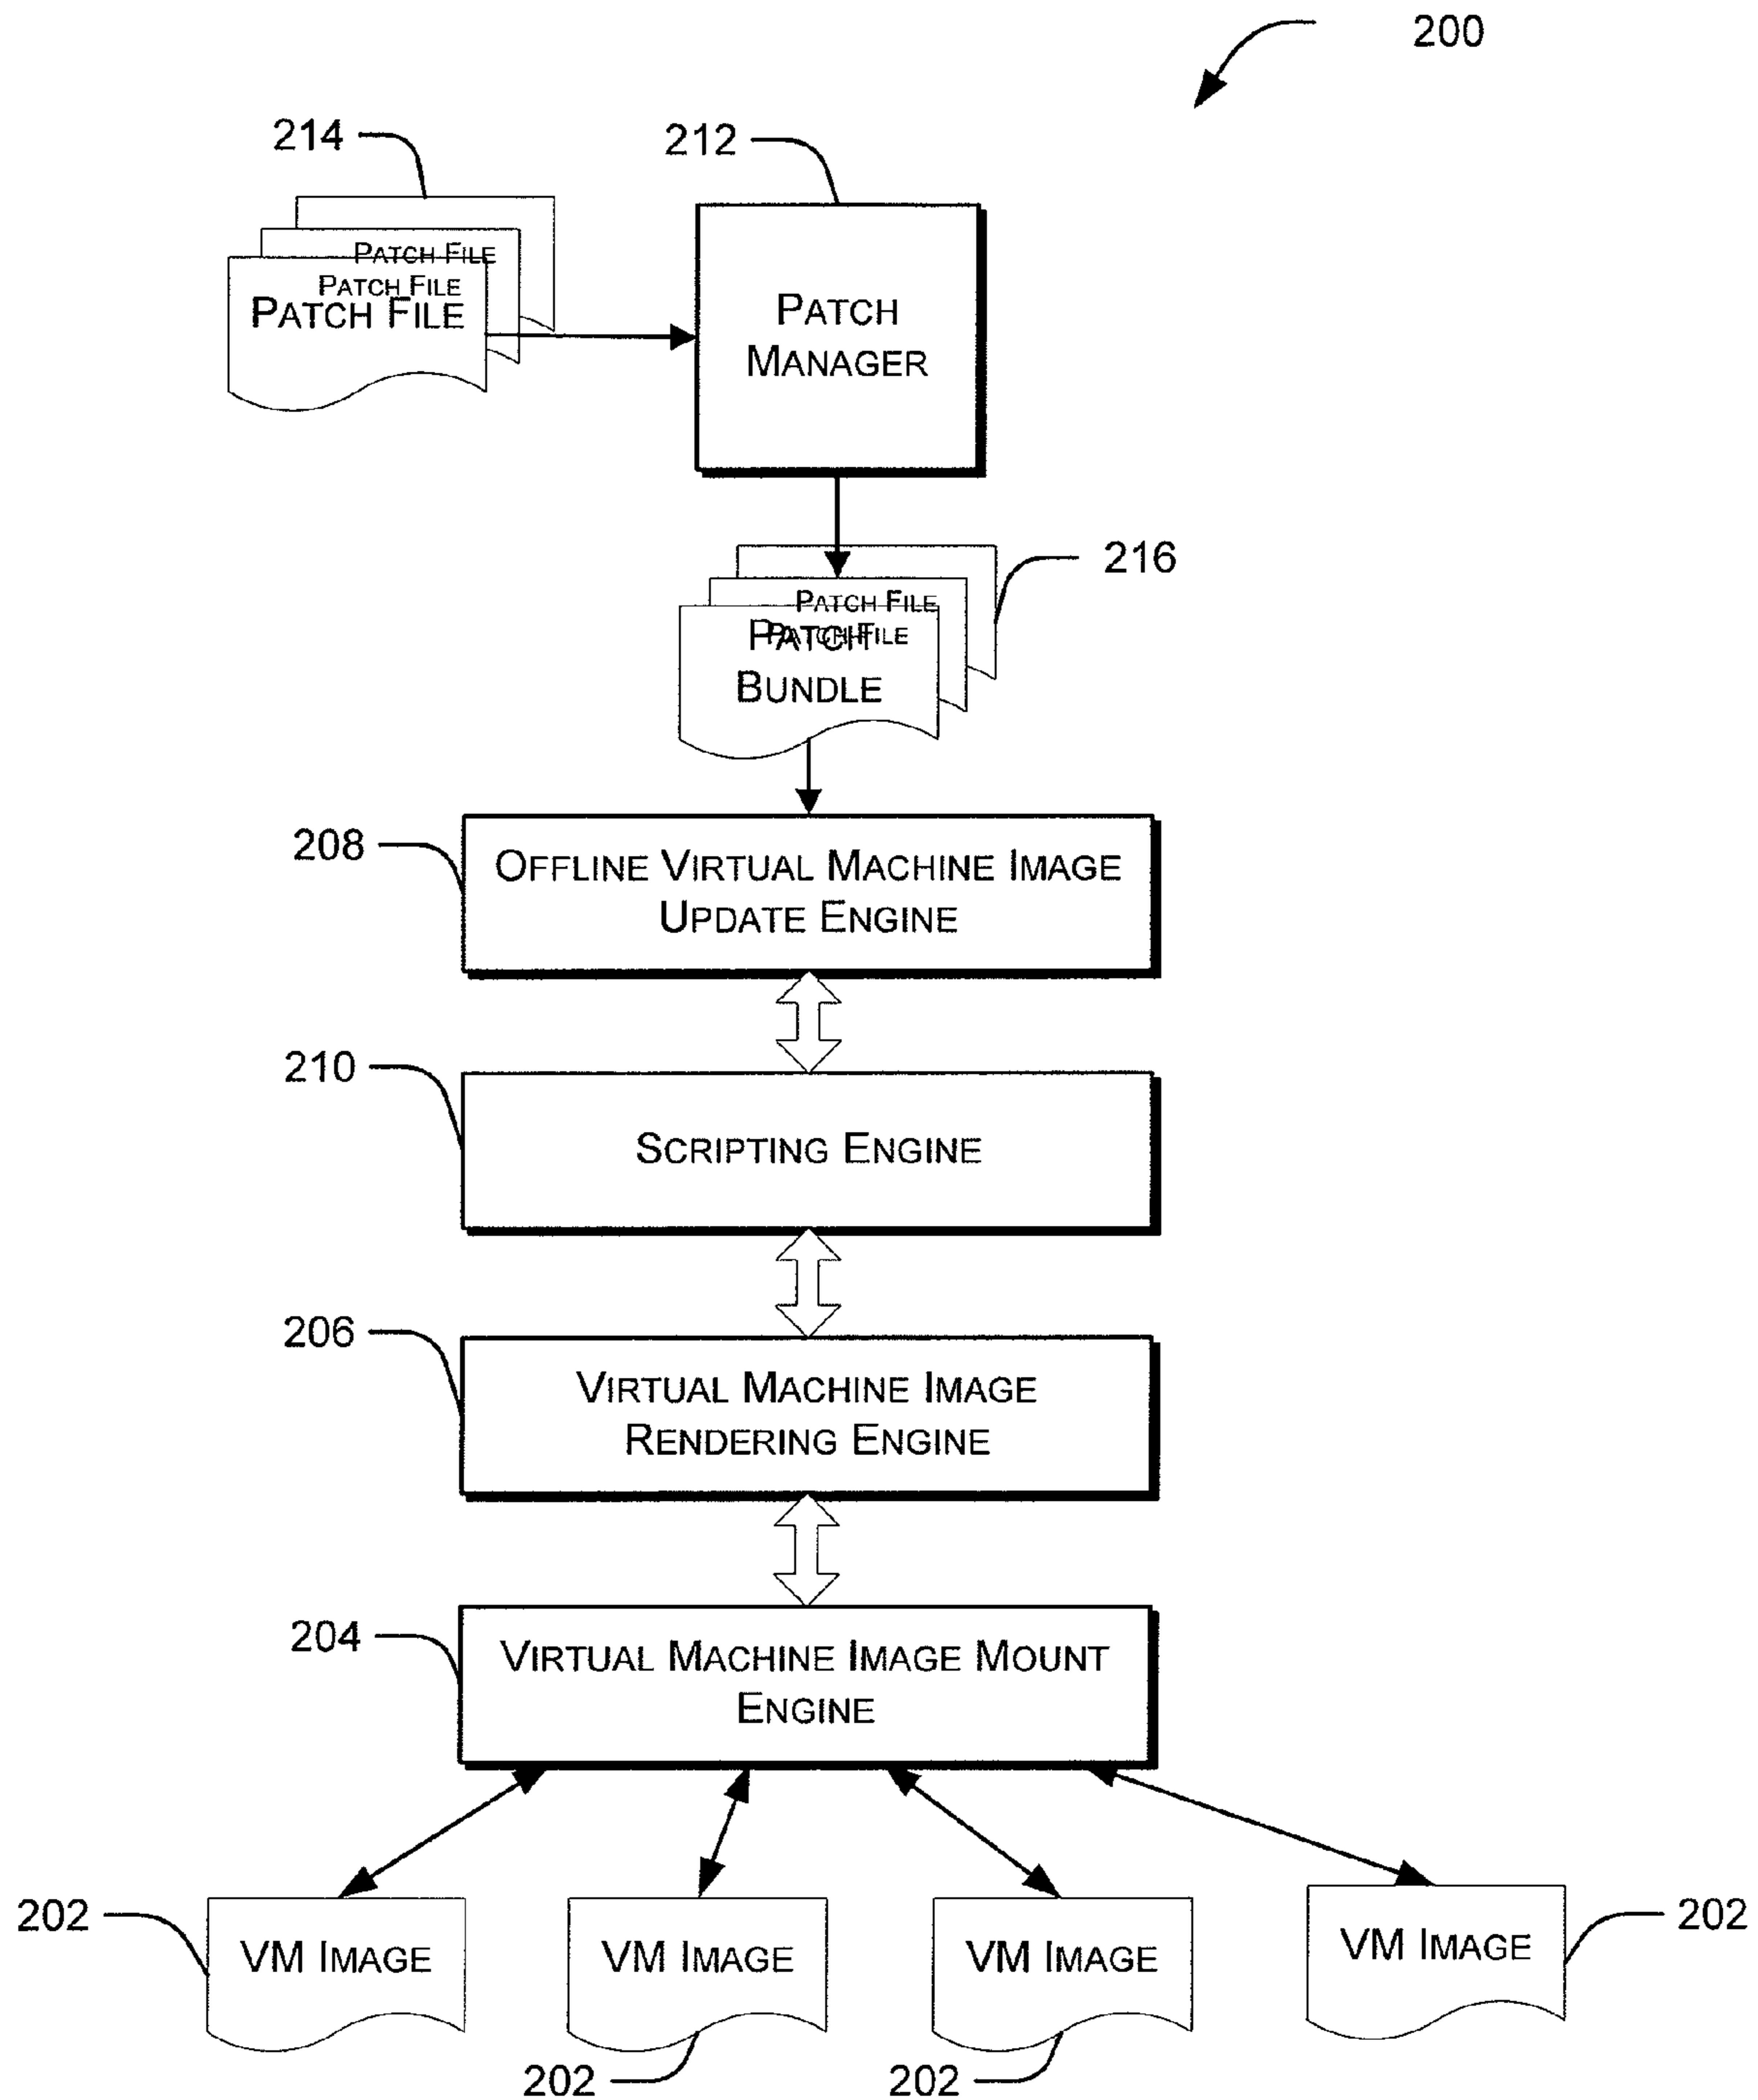 200
214
212
PATCH FILE
PATCH FILE
PATCH FILE
PATCH
MANAGER
216
PATCH FILE
PATCH FILE
PATCH
BUNDLE
208
OFFLINE VIRTUAL MACHINE IMAGE
UPDATE ENGINE
210
SCRIPTING ENGINE
206
VIRTUAL MACHINE IMAGE
RENDERING ENGINE
204
VIRTUAL MACHINE IMAGE MOUNT
ENGINE
202
VM IMAGE
VM IMAGE
VM IMAGE
VM IMAGE
202
202
202